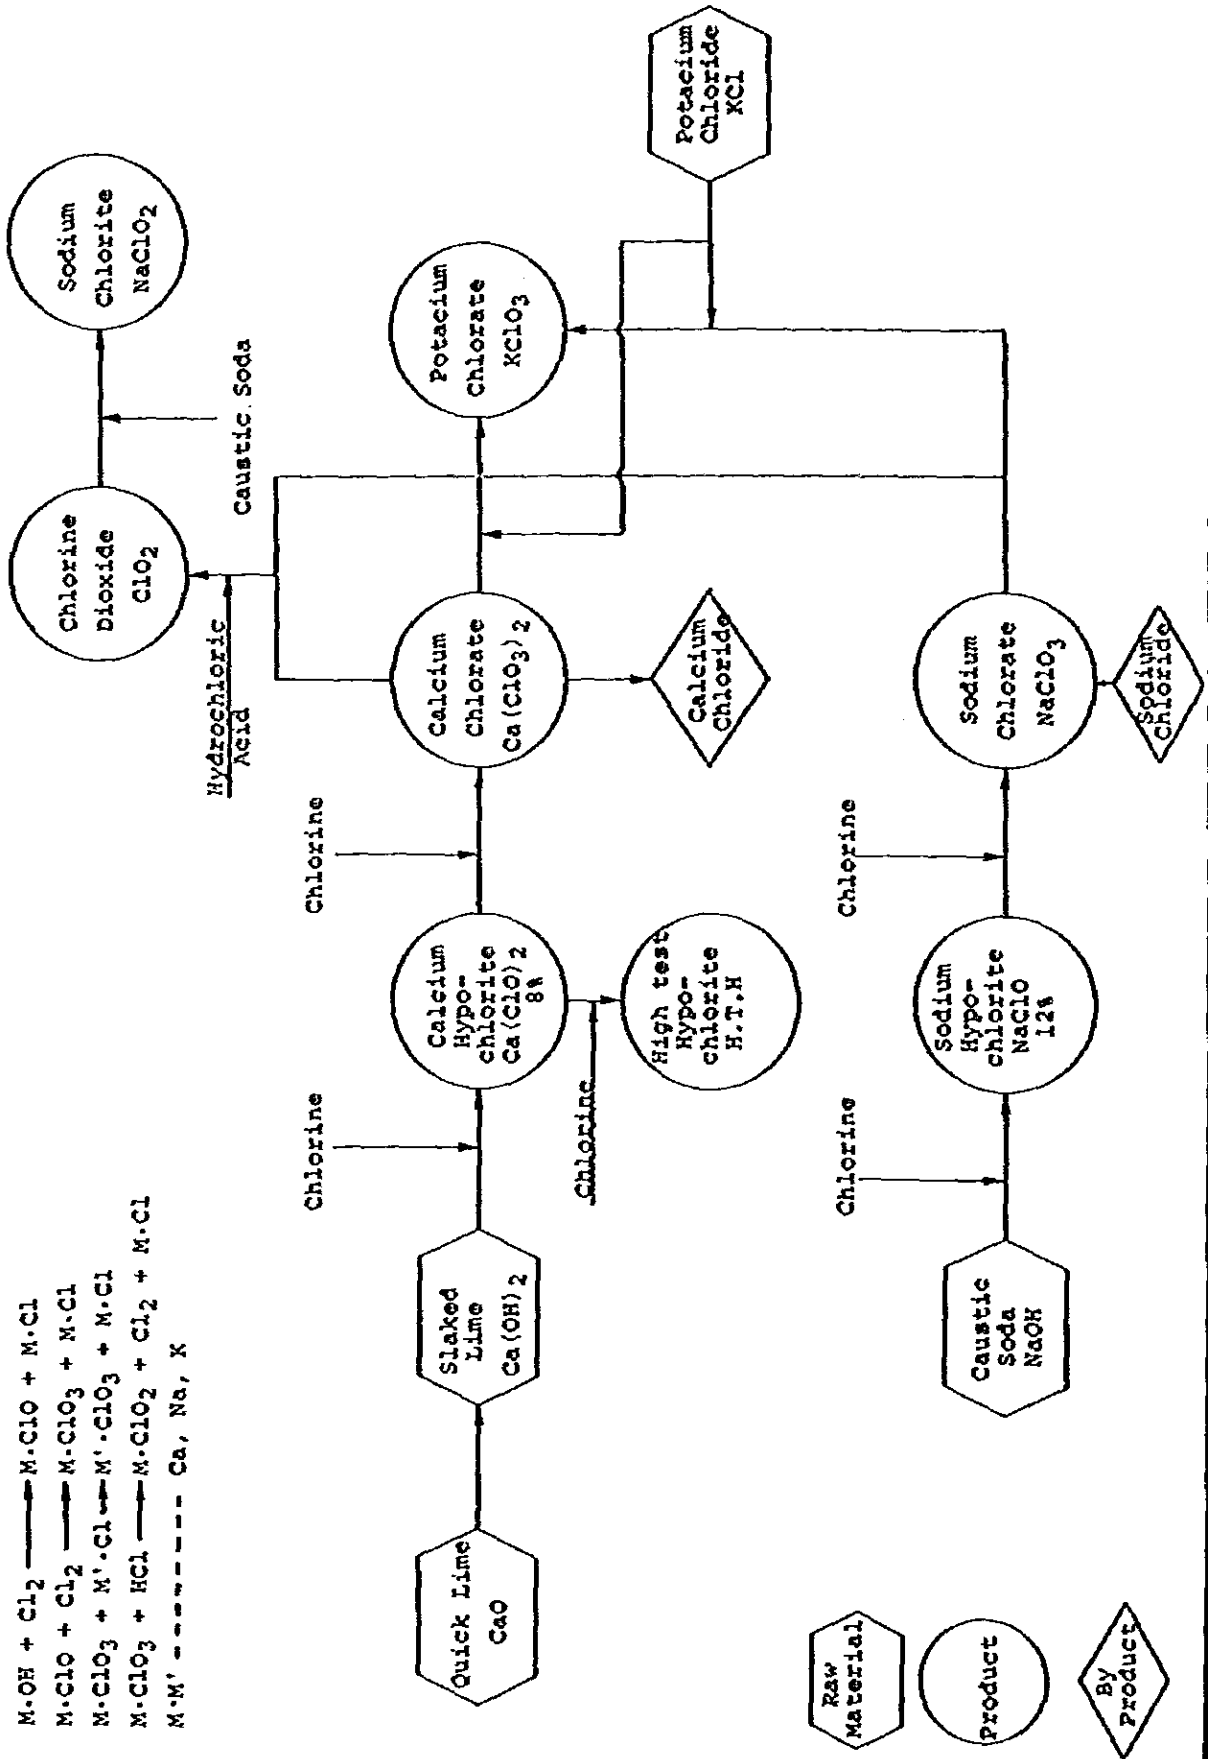 M·OH + Cl2 → M·ClO + M·Cl
M·ClO + Cl2 → M·ClO3 + M·Cl
M·ClO3 + M'·Cl → M'·ClO3 + M·Cl
M·ClO3 + HCl → M·ClO2 + Cl2 + M·Cl
M·M' -------- Ca, Na, K
Chlorine
Dioxide
ClO2
Sodium
Chlorite
NaClO2
Caustic Soda
Hydrochloric
Acid
Quick Lime
CaO
Slaked
Lime
Ca(OH)2
Chlorine
Calcium
Hypo-
chlorite
Ca(ClO)2
8%
Chlorine
Calcium
Chlorate
Ca(ClO3)2
Potacium
Chlorate
KClO3
Chlorine
High test
Hypo-
chlorite
H.T.H
Calcium
Chloride
Potacium
Chloride
KCl
Caustic
Soda
NaOH
Chlorine
Sodium
Hypo-
chlorite
NaClO
12%
Chlorine
Sodium
Chlorate
NaClO3
Sodium
Chloride
Raw
Material
Product
By
Product